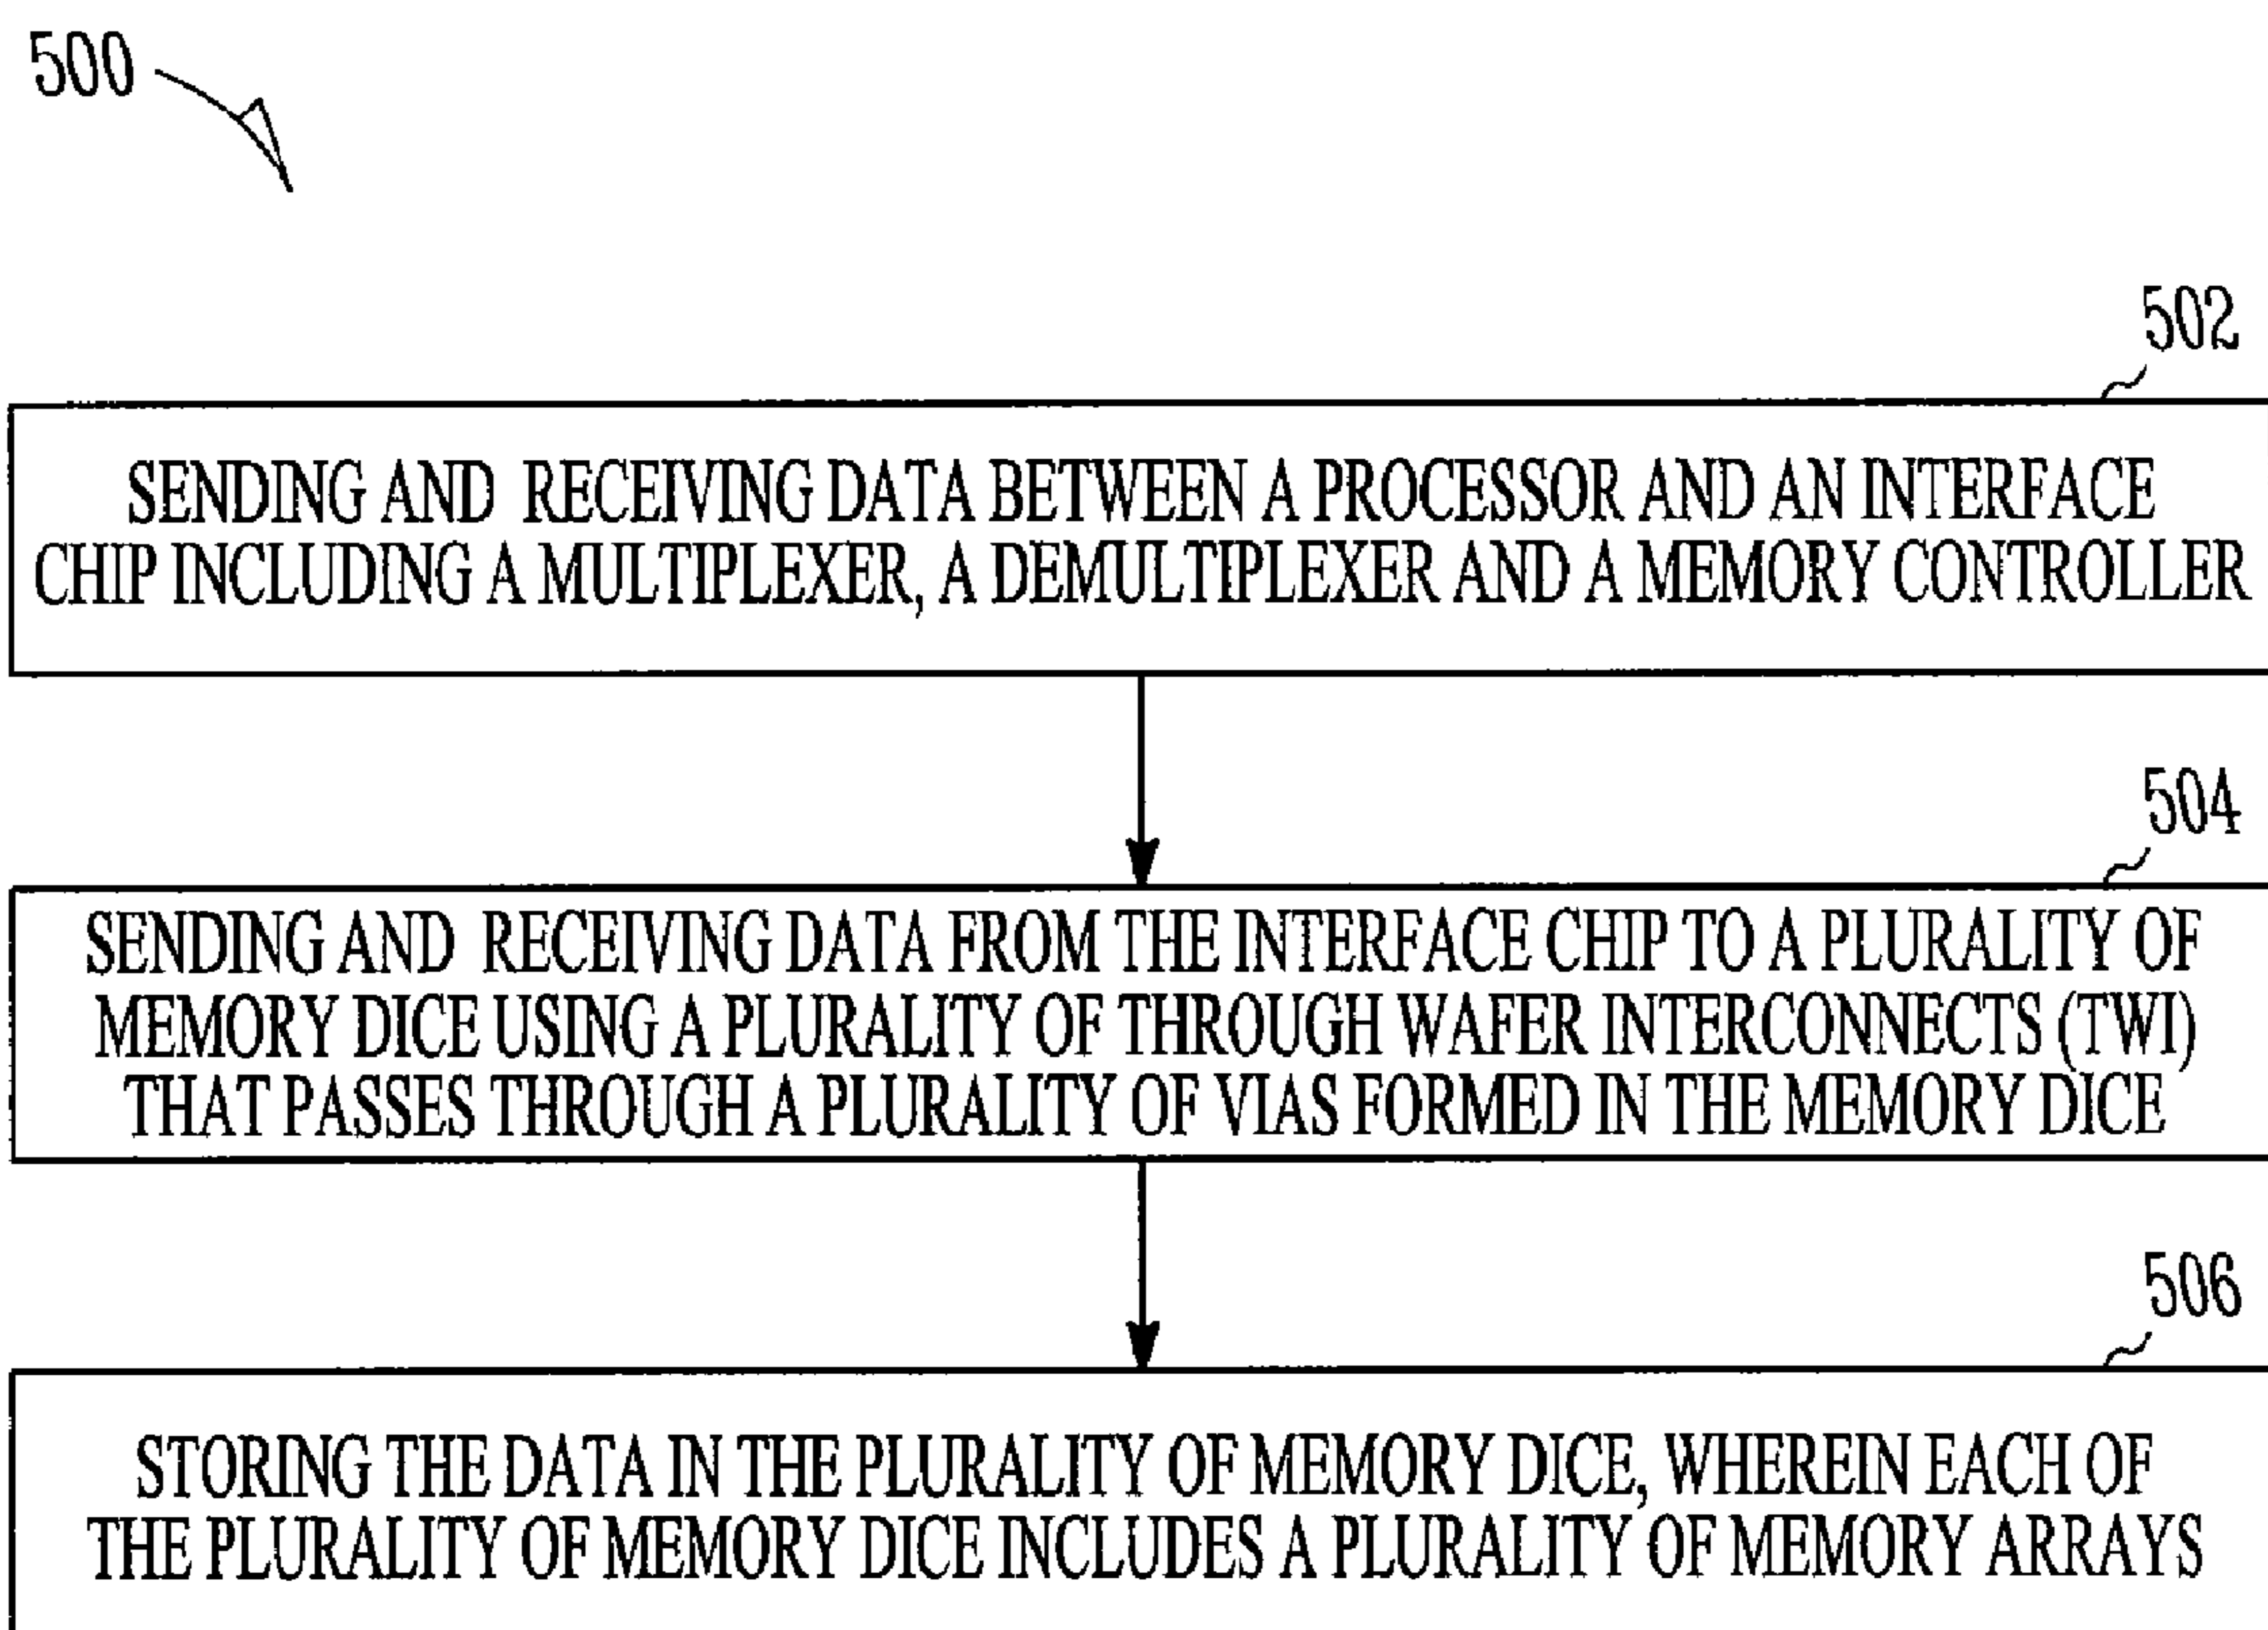 500
502
SENDING AND RECEIVING DATA BETWEEN A PROCESSOR AND AN INTERFACE
CHIP INCLUDING A MULTIPLEXER, A DEMULTIPLEXER AND A MEMORY CONTROLLER
504
SENDING AND RECEIVING DATA FROM THE INTERFACE CHIP TO A PLURALITY OF
MEMORY DICE USING A PLURALITY OF THROUGH WAFER INTERCONNECTS (TWI)
THAT PASSES THROUGH A PLURALITY OF VIAS FORMED IN THE MEMORY DICE
506
STORING THE DATA IN THE PLURALITY OF MEMORY DICE, WHEREIN EACH OF
THE PLURALITY OF MEMORY DICE INCLUDES A PLURALITY OF MEMORY ARRAYS